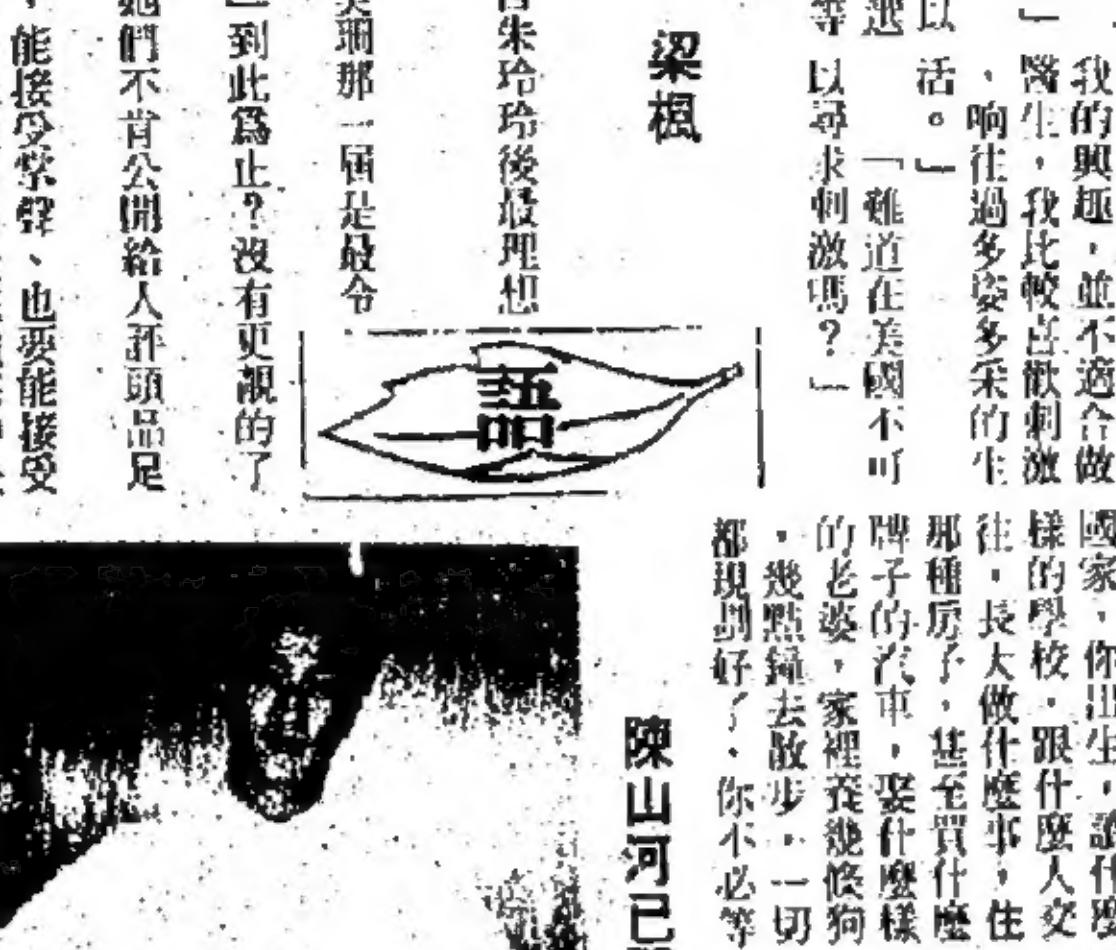 我的興趣，並不適合做
醫生，我比較喜歡刺激
，响往過多姿多采的生
活。」
「難道在美國不可
以尋求刺激嗎？」
國家，你出生，讀什麼
樣的學校，跟什麼人交
往，長大做什麼事，住
那種房子，甚至買什麼
牌子的汽車，娶什麼樣
的老婆，家裡養幾條狗
，幾點鐘去散步，一切
都規劃好了，你不必等
梁楓
語
朱玲玲後最理想
那一屆是最令
」到此爲止？沒有更靚的了
她們不肯公開給人評頭品足
，能接受掌聲、也要能接受
陳山河已